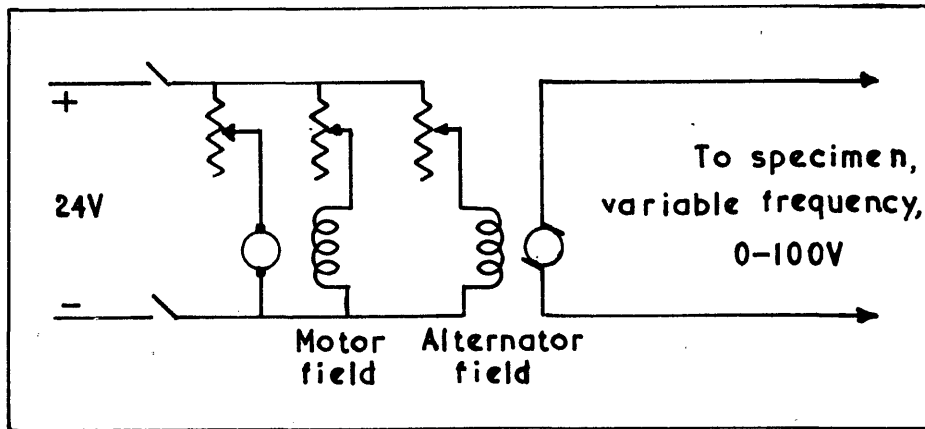 +
24V
-
Motor
field
Alternator
field
To specimen,
variable frequency,
0-100V